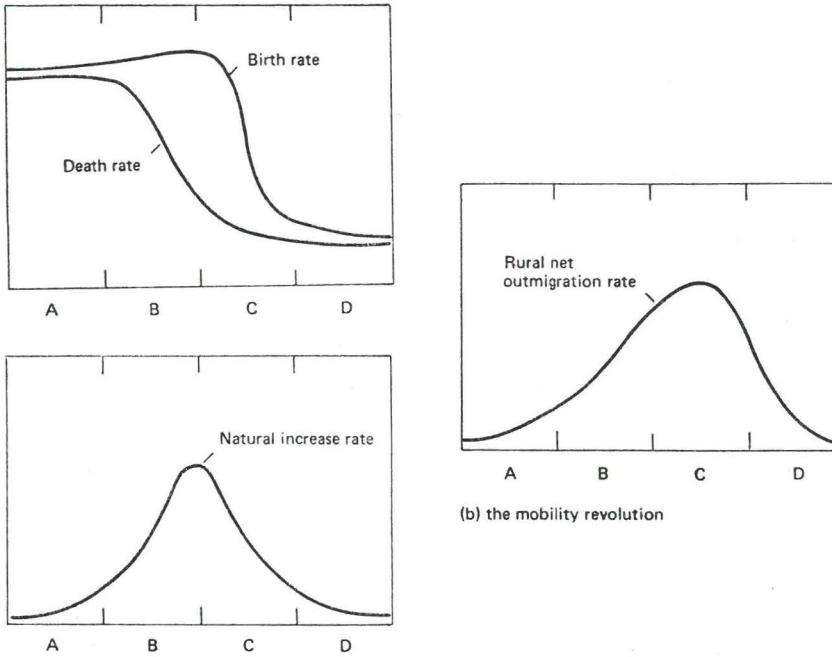 Birth rate
Death rate
A B C D
Natural increase rate
A B C D
Rural net
outmigration rate
A B C D
(b) the mobility revolution